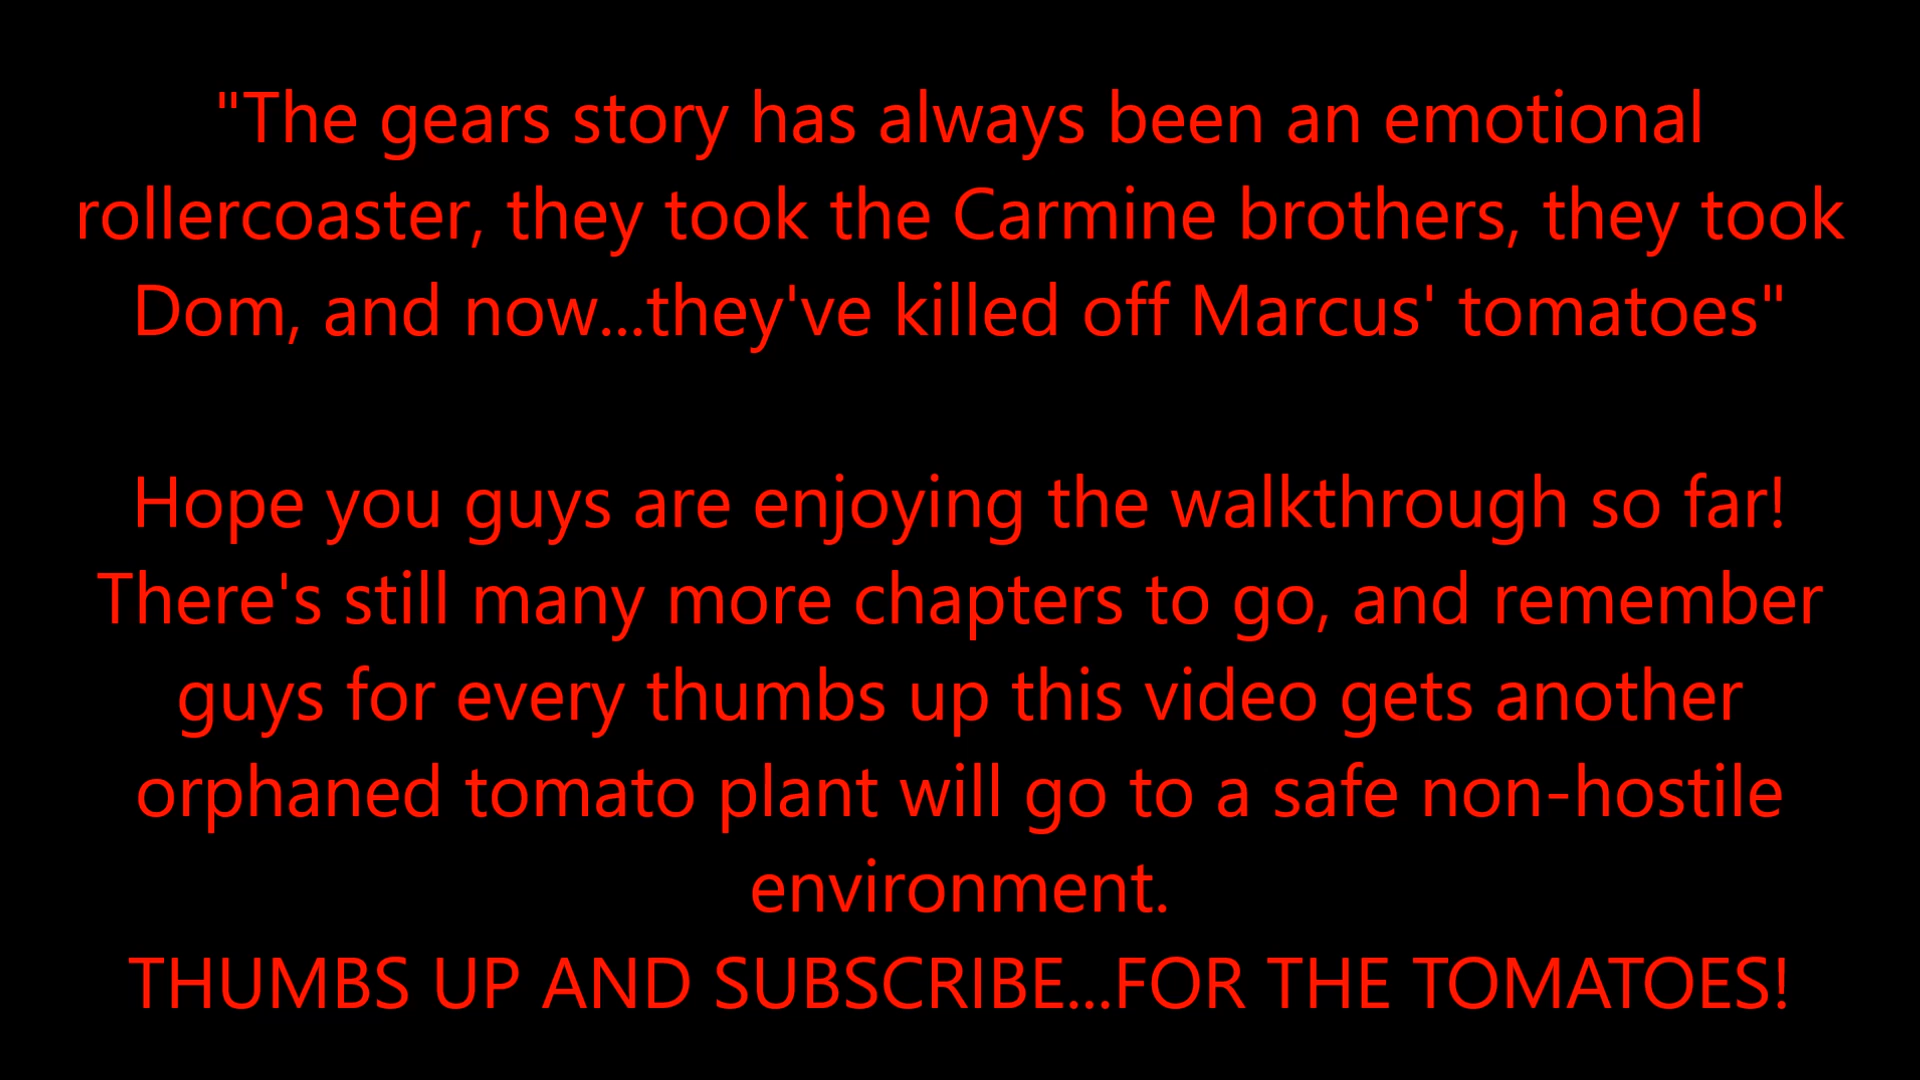 "The gears story has always been an emotional
rollercoaster, they took the Carmine brothers, they took
Dom, and now...they've killed off Marcus' tomatoes"
Hope you guys are enjoying the walkthrough so far!
There's still many more chapters to go, and remember
guys for every thumbs up this video gets another
orphaned tomato plant will go to a safe non-hostile
environment.
THUMBS UP AND SUBSCRIBE...FOR THE TOMATOES!